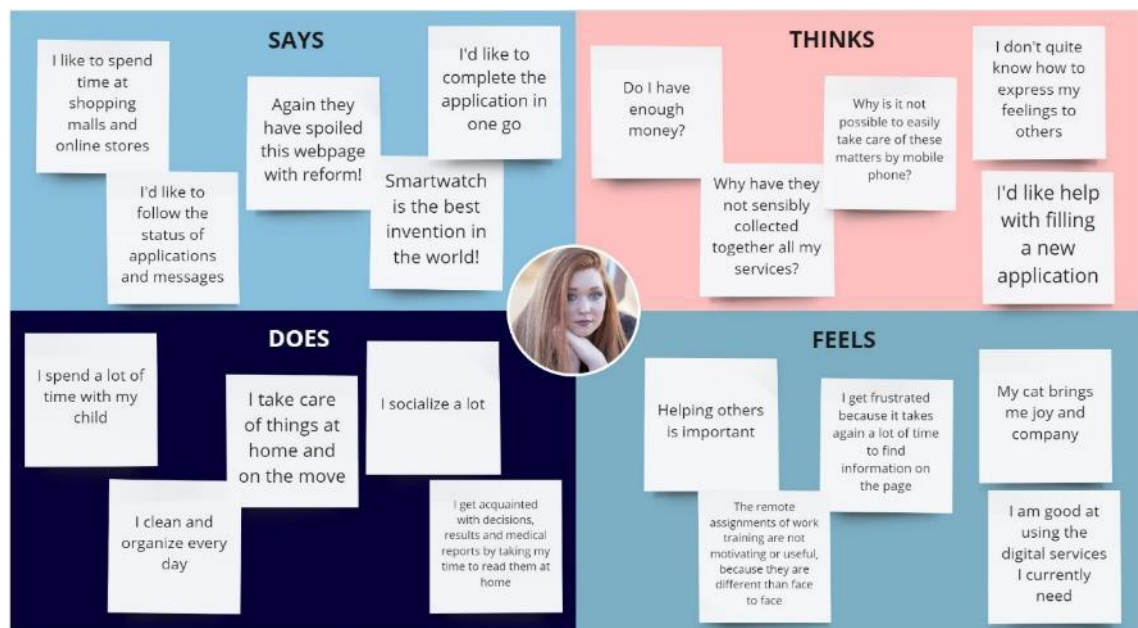 SAYS
I like to spend
time at
shopping
malls and
online stores
I'd like to
follow the
status of
applications
and messages
Again they
have spoiled
this webpage
with reform!
I'd like to
complete the
application in
one go
Smartwatch
is the best
invention in
the world!
THINKS
Do I have
enough
money?
Why have they
not sensibly
collected
together all my
services?
Why is it not
possible to easily
take care of these
matters by mobile
phone?
I don't quite
know how to
express my
feelings to
others
I'd like help
with filling
a new
application
DOES
I spend a lot of
time with my
child
I clean and
organize every
day
I take care
of things at
home and
on the move
I socialize a lot
I get acquainted
with decisions,
results and medical
reports by taking my
time to read them at
home
FEELS
Helping others
is important
The remote
assignments of work
training are not
motivating or useful,
because they are
different than face
to face
I get frustrated
because it takes
again a lot of time
to find
information on
the page
My cat brings
me joy and
company
I am good at
using the
digital services
I currently
need